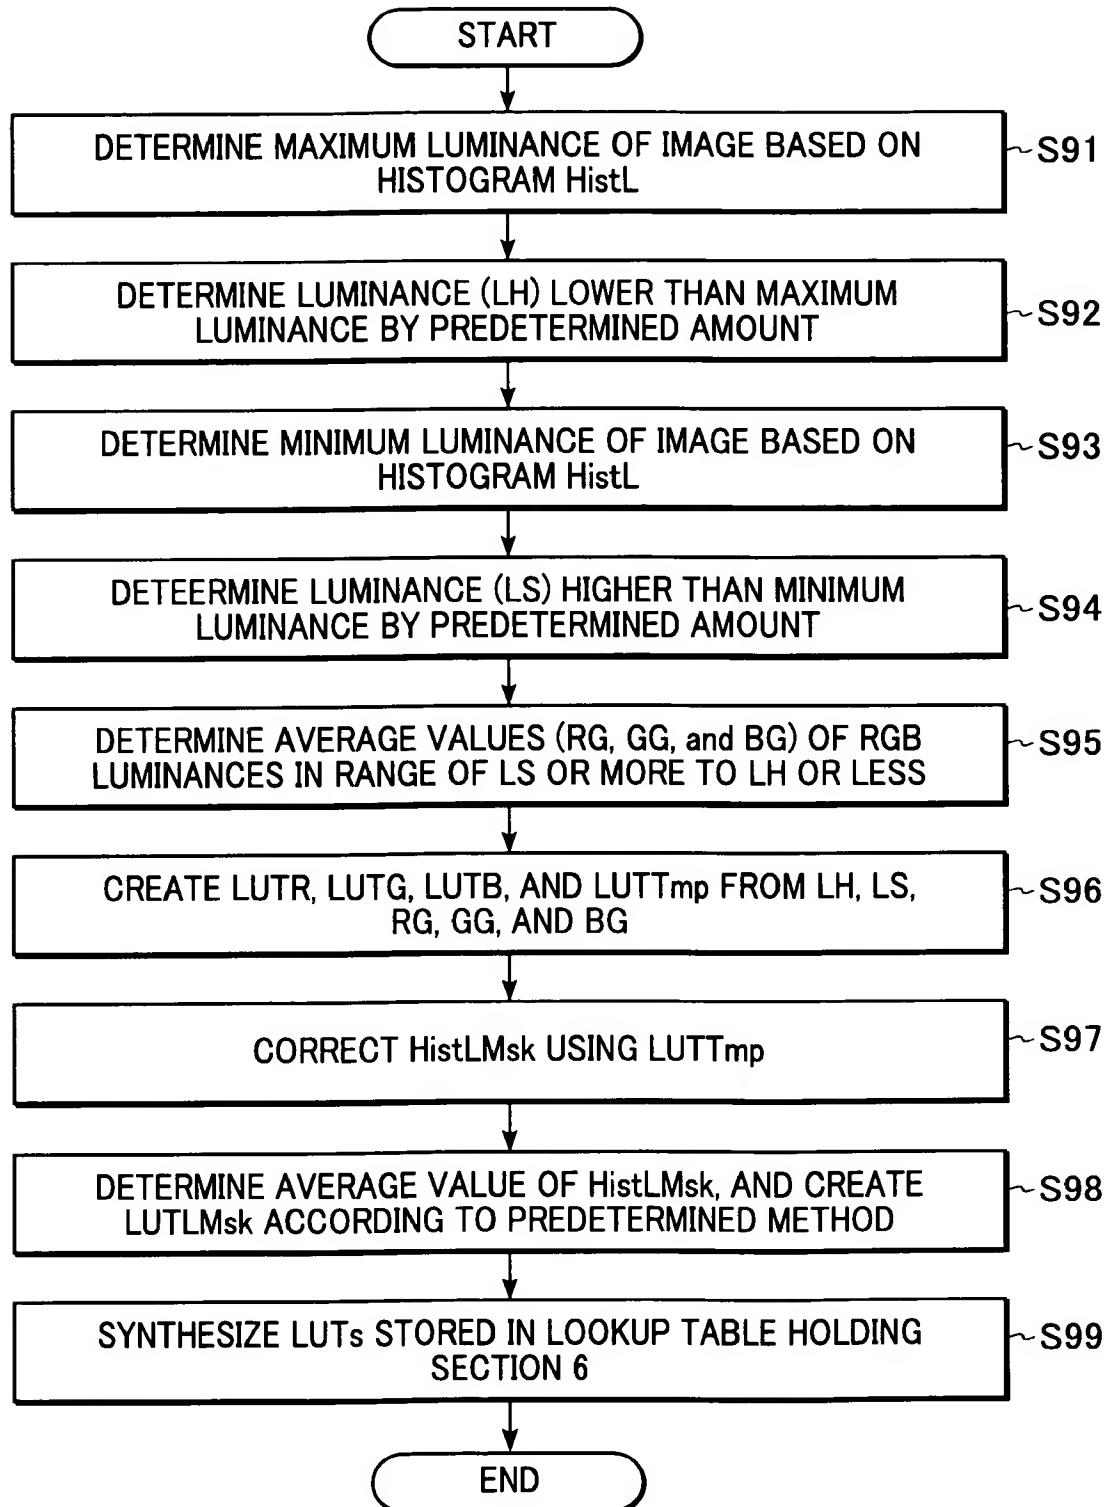 START
DETERMINE MAXIMUM LUMINANCE OF IMAGE BASED ON
HISTOGRAM HistL
S91
DETERMINE LUMINANCE (LH) LOWER THAN MAXIMUM
LUMINANCE BY PREDETERMINED AMOUNT
S92
DETERMINE MINIMUM LUMINANCE OF IMAGE BASED ON
HISTOGRAM HistL
S93
DETEERMINE LUMINANCE (LS) HIGHER THAN MINIMUM
LUMINANCE BY PREDETERMINED AMOUNT
S94
DETERMINE AVERAGE VALUES (RG, GG, and BG) OF RGB
LUMINANCES IN RANGE OF LS OR MORE TO LH OR LESS
S95
CREATE LUTR, LUTG, LUTB, AND LUTTmp FROM LH, LS,
RG, GG, AND BG
S96
CORRECT HistLMsk USING LUTTmp
S97
DETERMINE AVERAGE VALUE OF HistLMsk, AND CREATE
LUTLMsk ACCORDING TO PREDETERMINED METHOD
S98
SYNTHESIZE LUTs STORED IN LOOKUP TABLE HOLDING
SECTION 6
S99
END